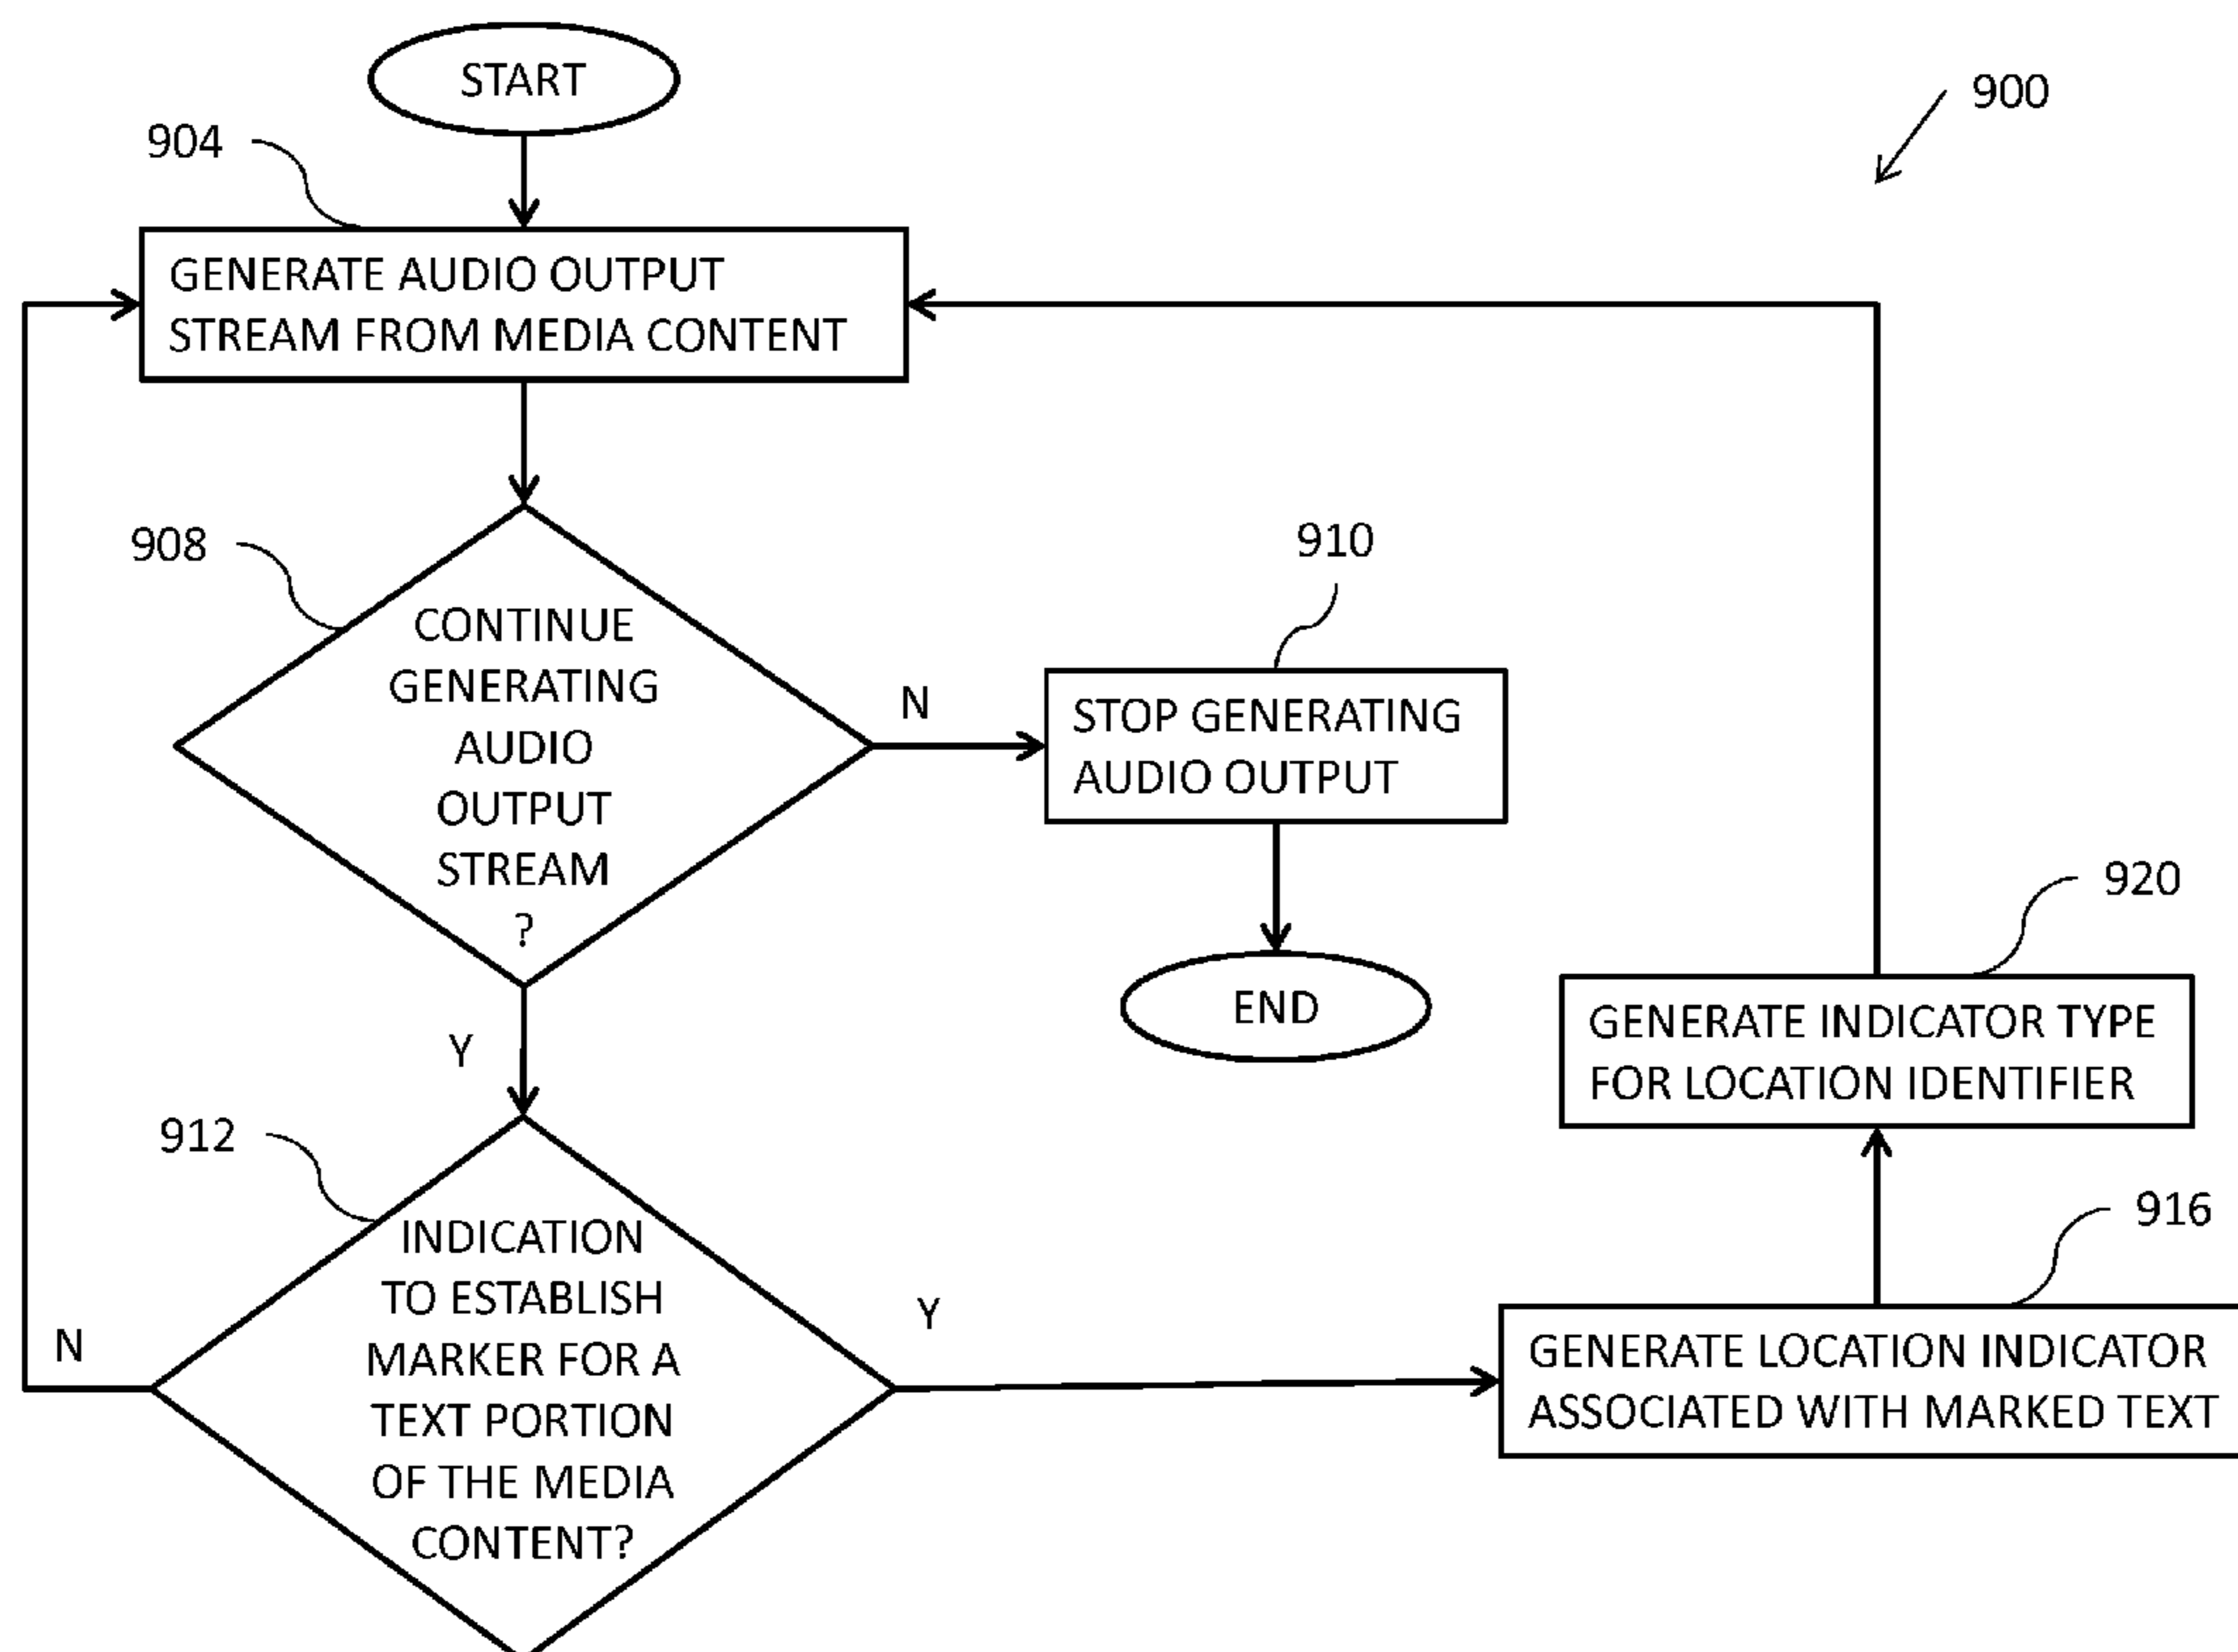 START
900
904
GENERATE AUDIO OUTPUT
STREAM FROM MEDIA CONTENT
908
CONTINUE
GENERATING
AUDIO
OUTPUT
STREAM
?
N
910
STOP GENERATING
AUDIO OUTPUT
END
Y
920
GENERATE INDICATOR TYPE
FOR LOCATION IDENTIFIER
912
INDICATION
TO ESTABLISH
MARKER FOR A
TEXT PORTION
OF THE MEDIA
CONTENT?
N
Y
916
GENERATE LOCATION INDICATOR
ASSOCIATED WITH MARKED TEXT